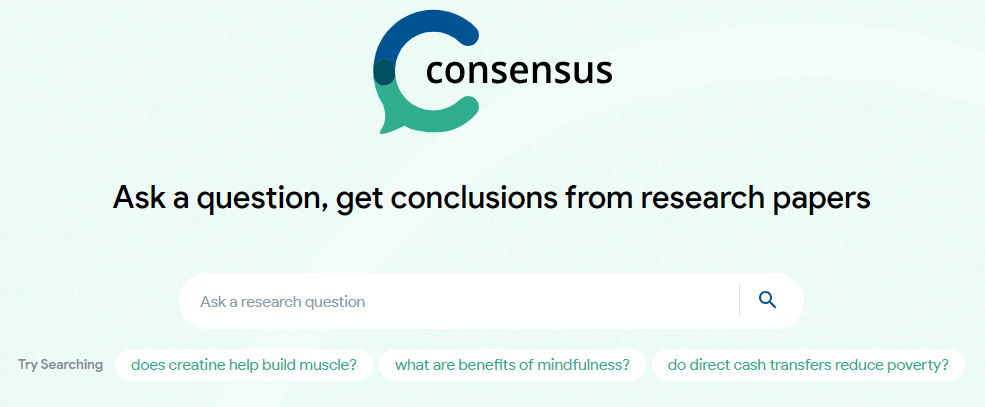 consensus
Ask a question, get conclusions from research papers
Ask a research question
Try Searching does creatine help build muscle? what are benefits of mindfulness? do direct cash transfers reduce poverty?